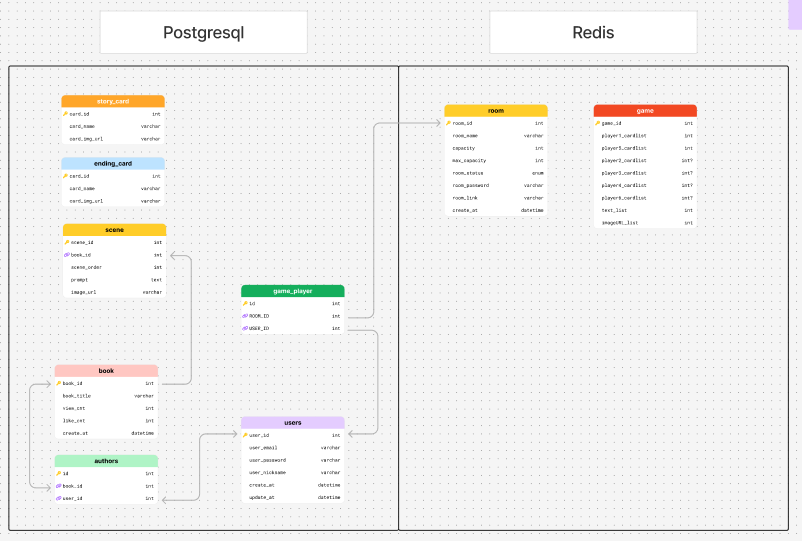 Postgresql
Redis
story_card
card_id int
card_name varchar
card_img_url varchar
ending_card
card_id int
card_name varchar
card_img_url varchar
scene
scene_id int
book_id int
scene_order int
prompt text
image_url varchar
game_player
id int
ROOM_ID int
USER_ID int
book
book_id int
book_title varchar
view_cnt int
like_cnt int
create_at datetime
authors
id int
book_id int
user_id int
users
user_id int
user_email varchar
user_password varchar
user_nickname varchar
create_at datetime
update_at datetime
room
room_id int
room_name varchar
capacity int
max_capacity int
room_status enum
room_password varchar
room_link varchar
create_at datetime
game
game_id int
player1_cardlist int
int
player2_cardlist int?
int?
int?
int?
text_list int
imageURL_list int